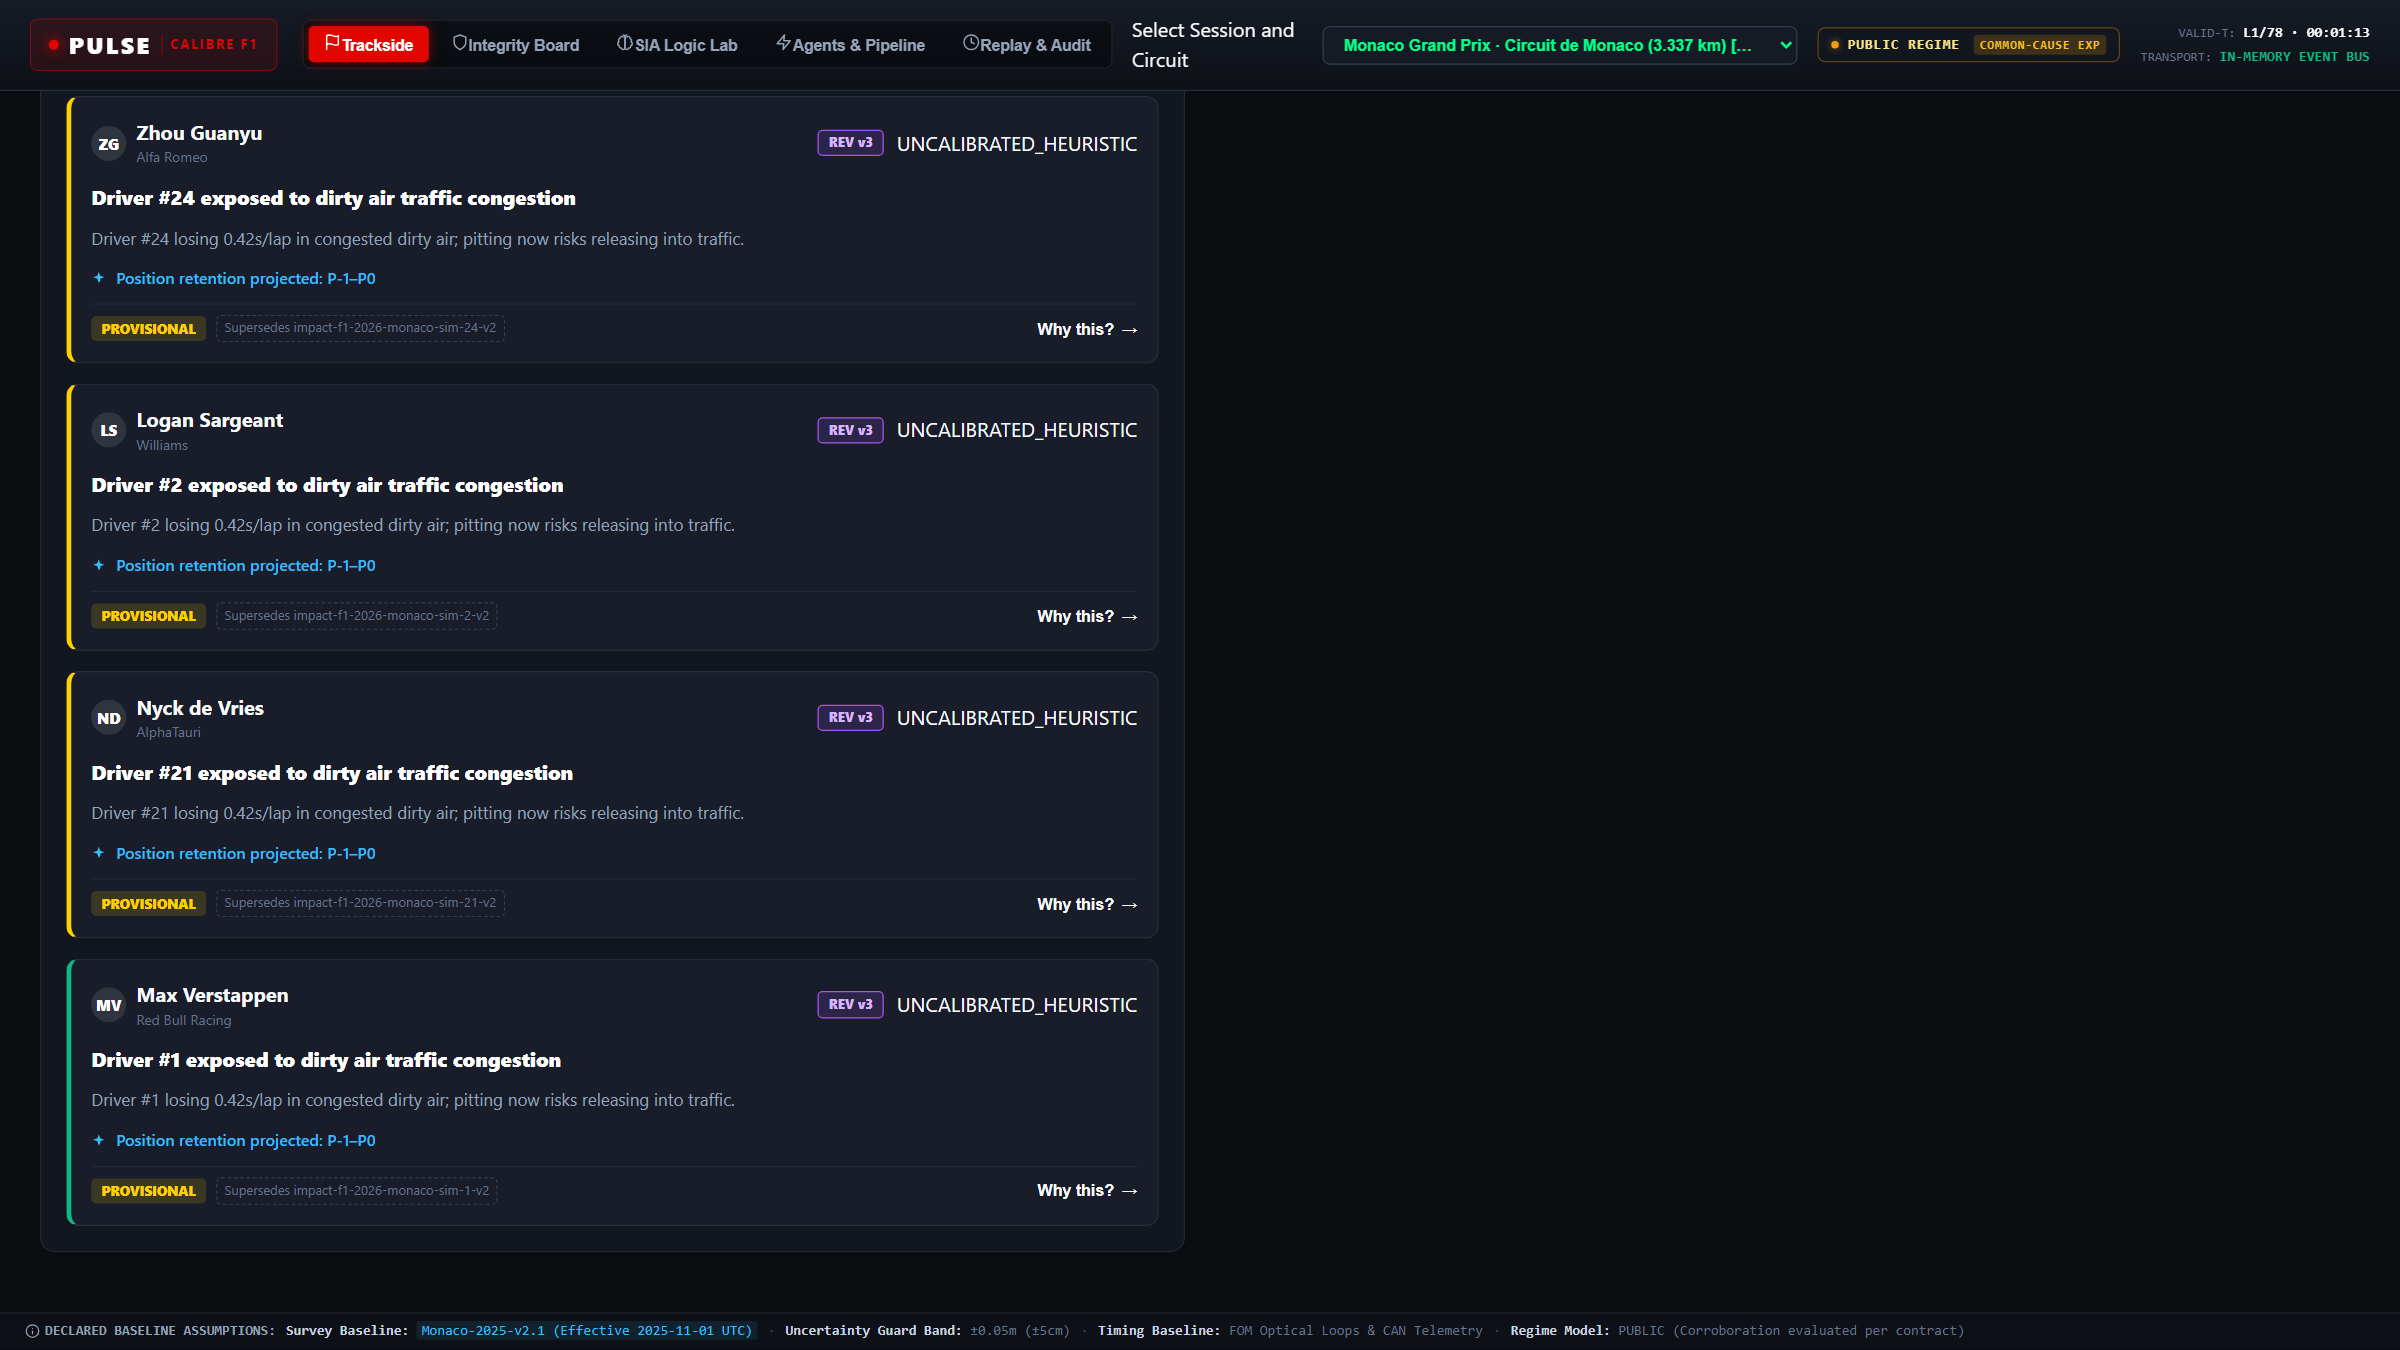 PULSE CALIBRE F1
Trackside
Integrity Board
SIA Logic Lab
Agents & Pipeline
Replay & Audit
Select Session and
Circuit
Monaco Grand Prix · Circuit de Monaco (3.337 km) [...
PUBLIC REGIME COMMON-CAUSE EXP
VALID-T: L1/78 • 00:01:13
TRANSPORT: IN-MEMORY EVENT BUS
ZG
Zhou Guanyu
Alfa Romeo
REV v3 UNCALIBRATED_HEURISTIC
Driver #24 exposed to dirty air traffic congestion
Driver #24 losing 0.42s/lap in congested dirty air; pitting now risks releasing into traffic.
Position retention projected: P-1–P0
PROVISIONAL Supersedes impact-f1-2026-monaco-sim-24-v2
Why this? →
LS
Logan Sargeant
Williams
REV v3 UNCALIBRATED_HEURISTIC
Driver #2 exposed to dirty air traffic congestion
Driver #2 losing 0.42s/lap in congested dirty air; pitting now risks releasing into traffic.
Position retention projected: P-1–P0
PROVISIONAL Supersedes impact-f1-2026-monaco-sim-2-v2
Why this? →
ND
Nyck de Vries
AlphaTauri
REV v3 UNCALIBRATED_HEURISTIC
Driver #21 exposed to dirty air traffic congestion
Driver #21 losing 0.42s/lap in congested dirty air; pitting now risks releasing into traffic.
Position retention projected: P-1–P0
PROVISIONAL Supersedes impact-f1-2026-monaco-sim-21-v2
Why this? →
MV
Max Verstappen
Red Bull Racing
REV v3 UNCALIBRATED_HEURISTIC
Driver #1 exposed to dirty air traffic congestion
Driver #1 losing 0.42s/lap in congested dirty air; pitting now risks releasing into traffic.
Position retention projected: P-1–P0
PROVISIONAL Supersedes impact-f1-2026-monaco-sim-1-v2
Why this? →
DECLARED BASELINE ASSUMPTIONS: Survey Baseline: Monaco-2025-v2.1 (Effective 2025-11-01 UTC) · Uncertainty Guard Band: ±0.05m (±5cm) · Timing Baseline: FOM Optical Loops & CAN Telemetry · Regime Model: PUBLIC (Corroboration evaluated per contract)